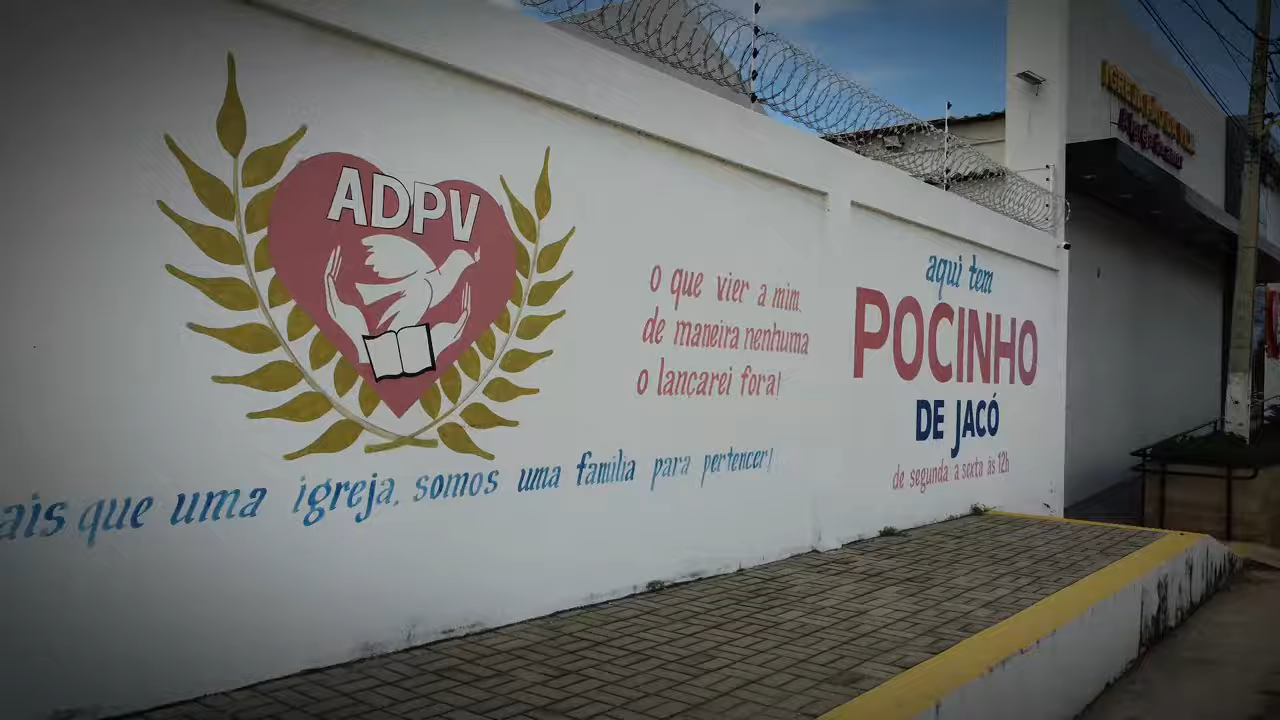 ADPV
o que vier a mim,
de maneira nenhuma
o lançarei fora!
ais que uma igreja, somos uma família para pertencer!
aqui tem
POCINHO
DE JACÓ
de segunda a sexta às 12h